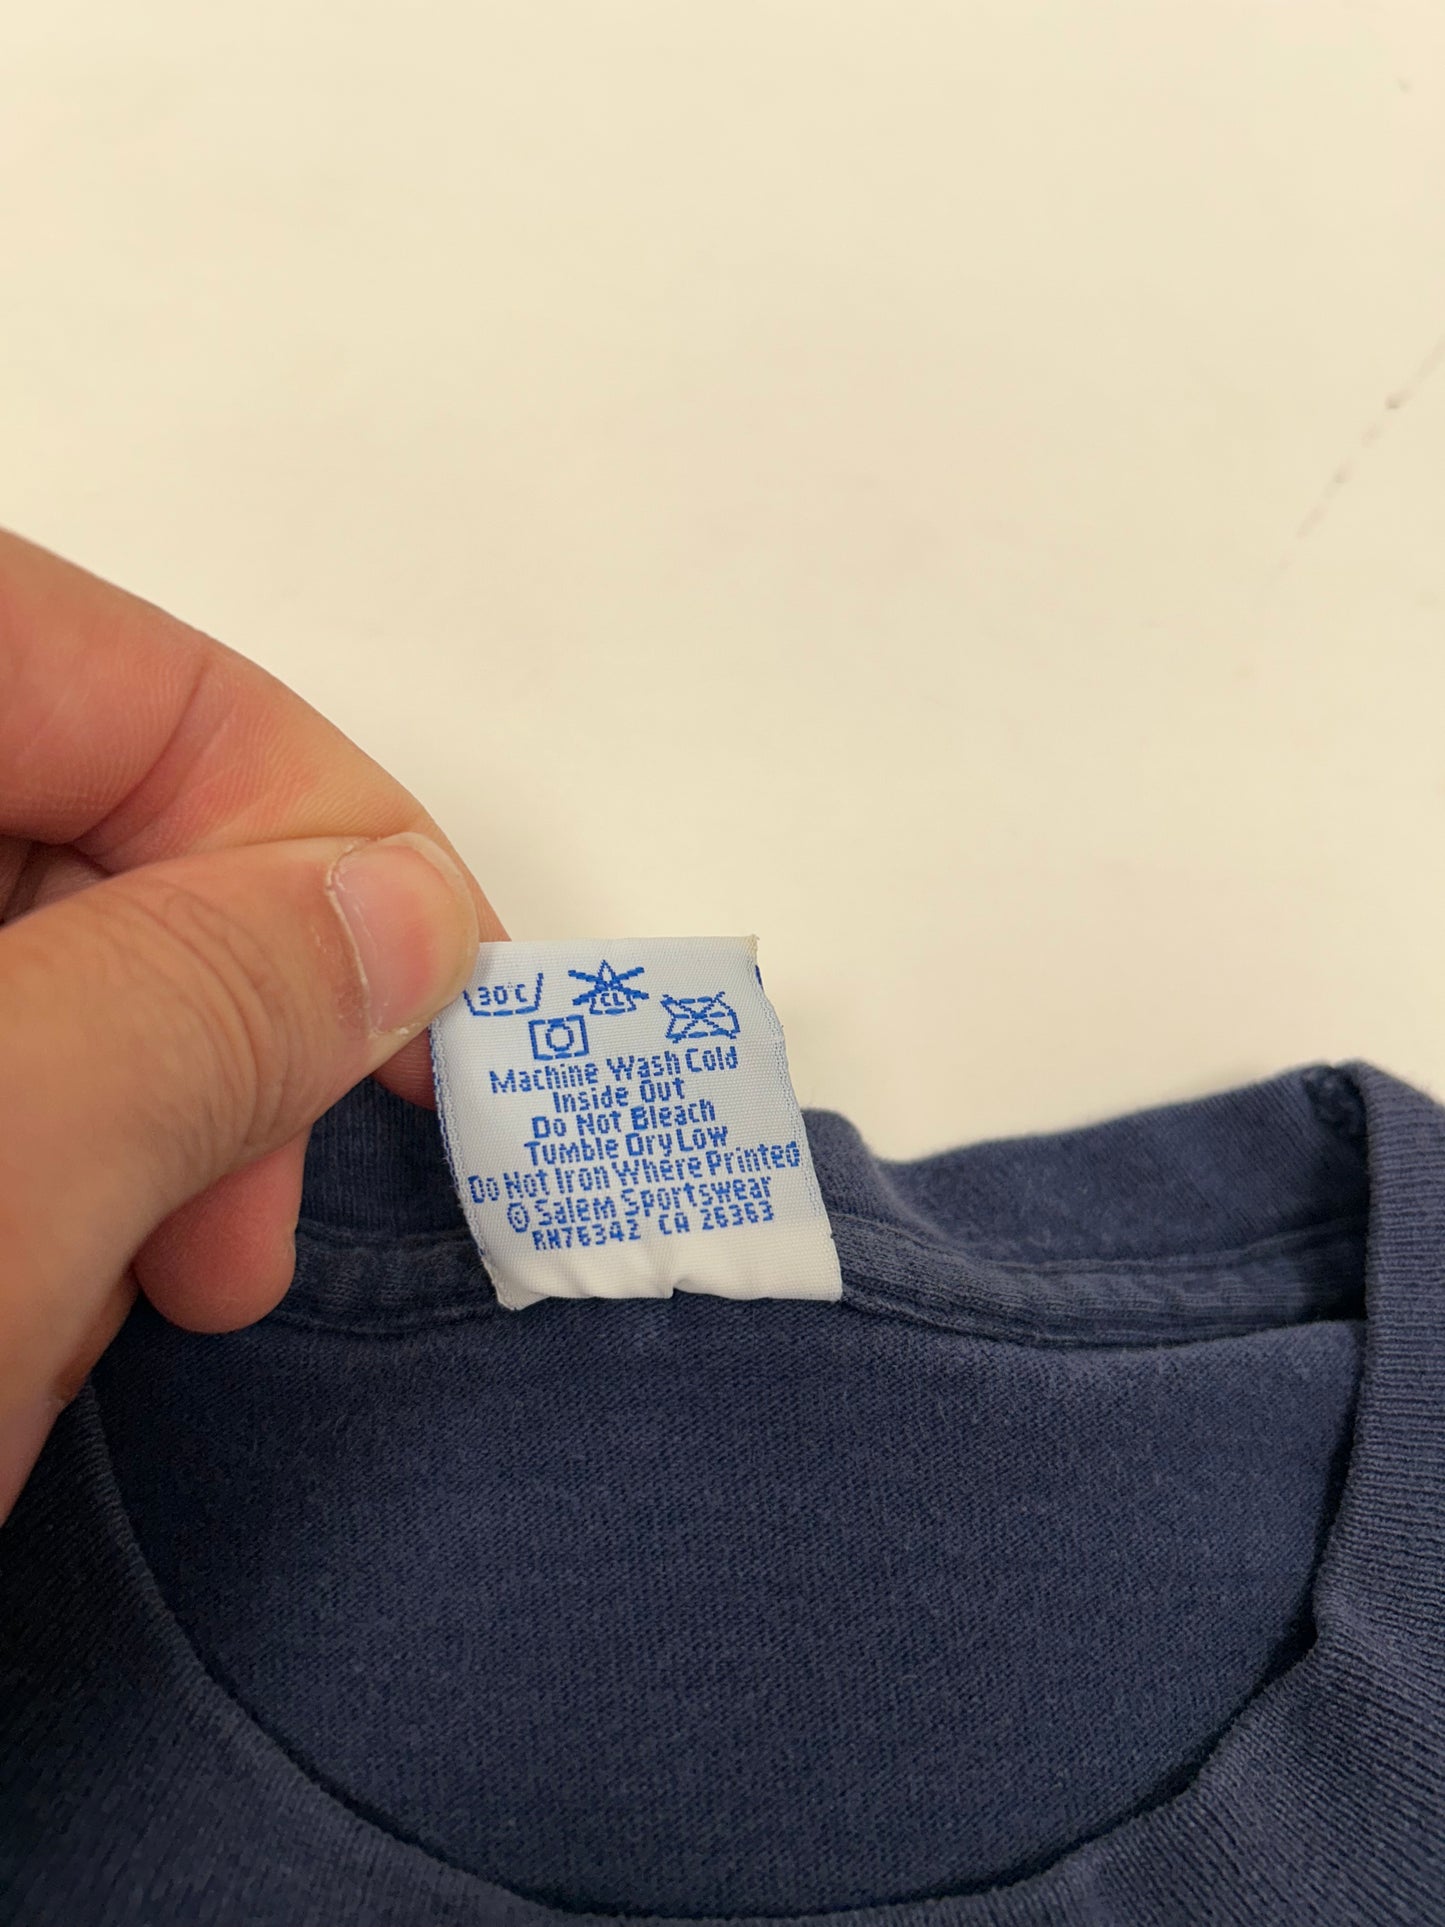 30°C CL
Machine Wash Cold
Inside Out
Do Not Bleach
Tumble Dry Low
Do Not Iron Where Printed
© Salem Sportswear
RN76342 CA 26363